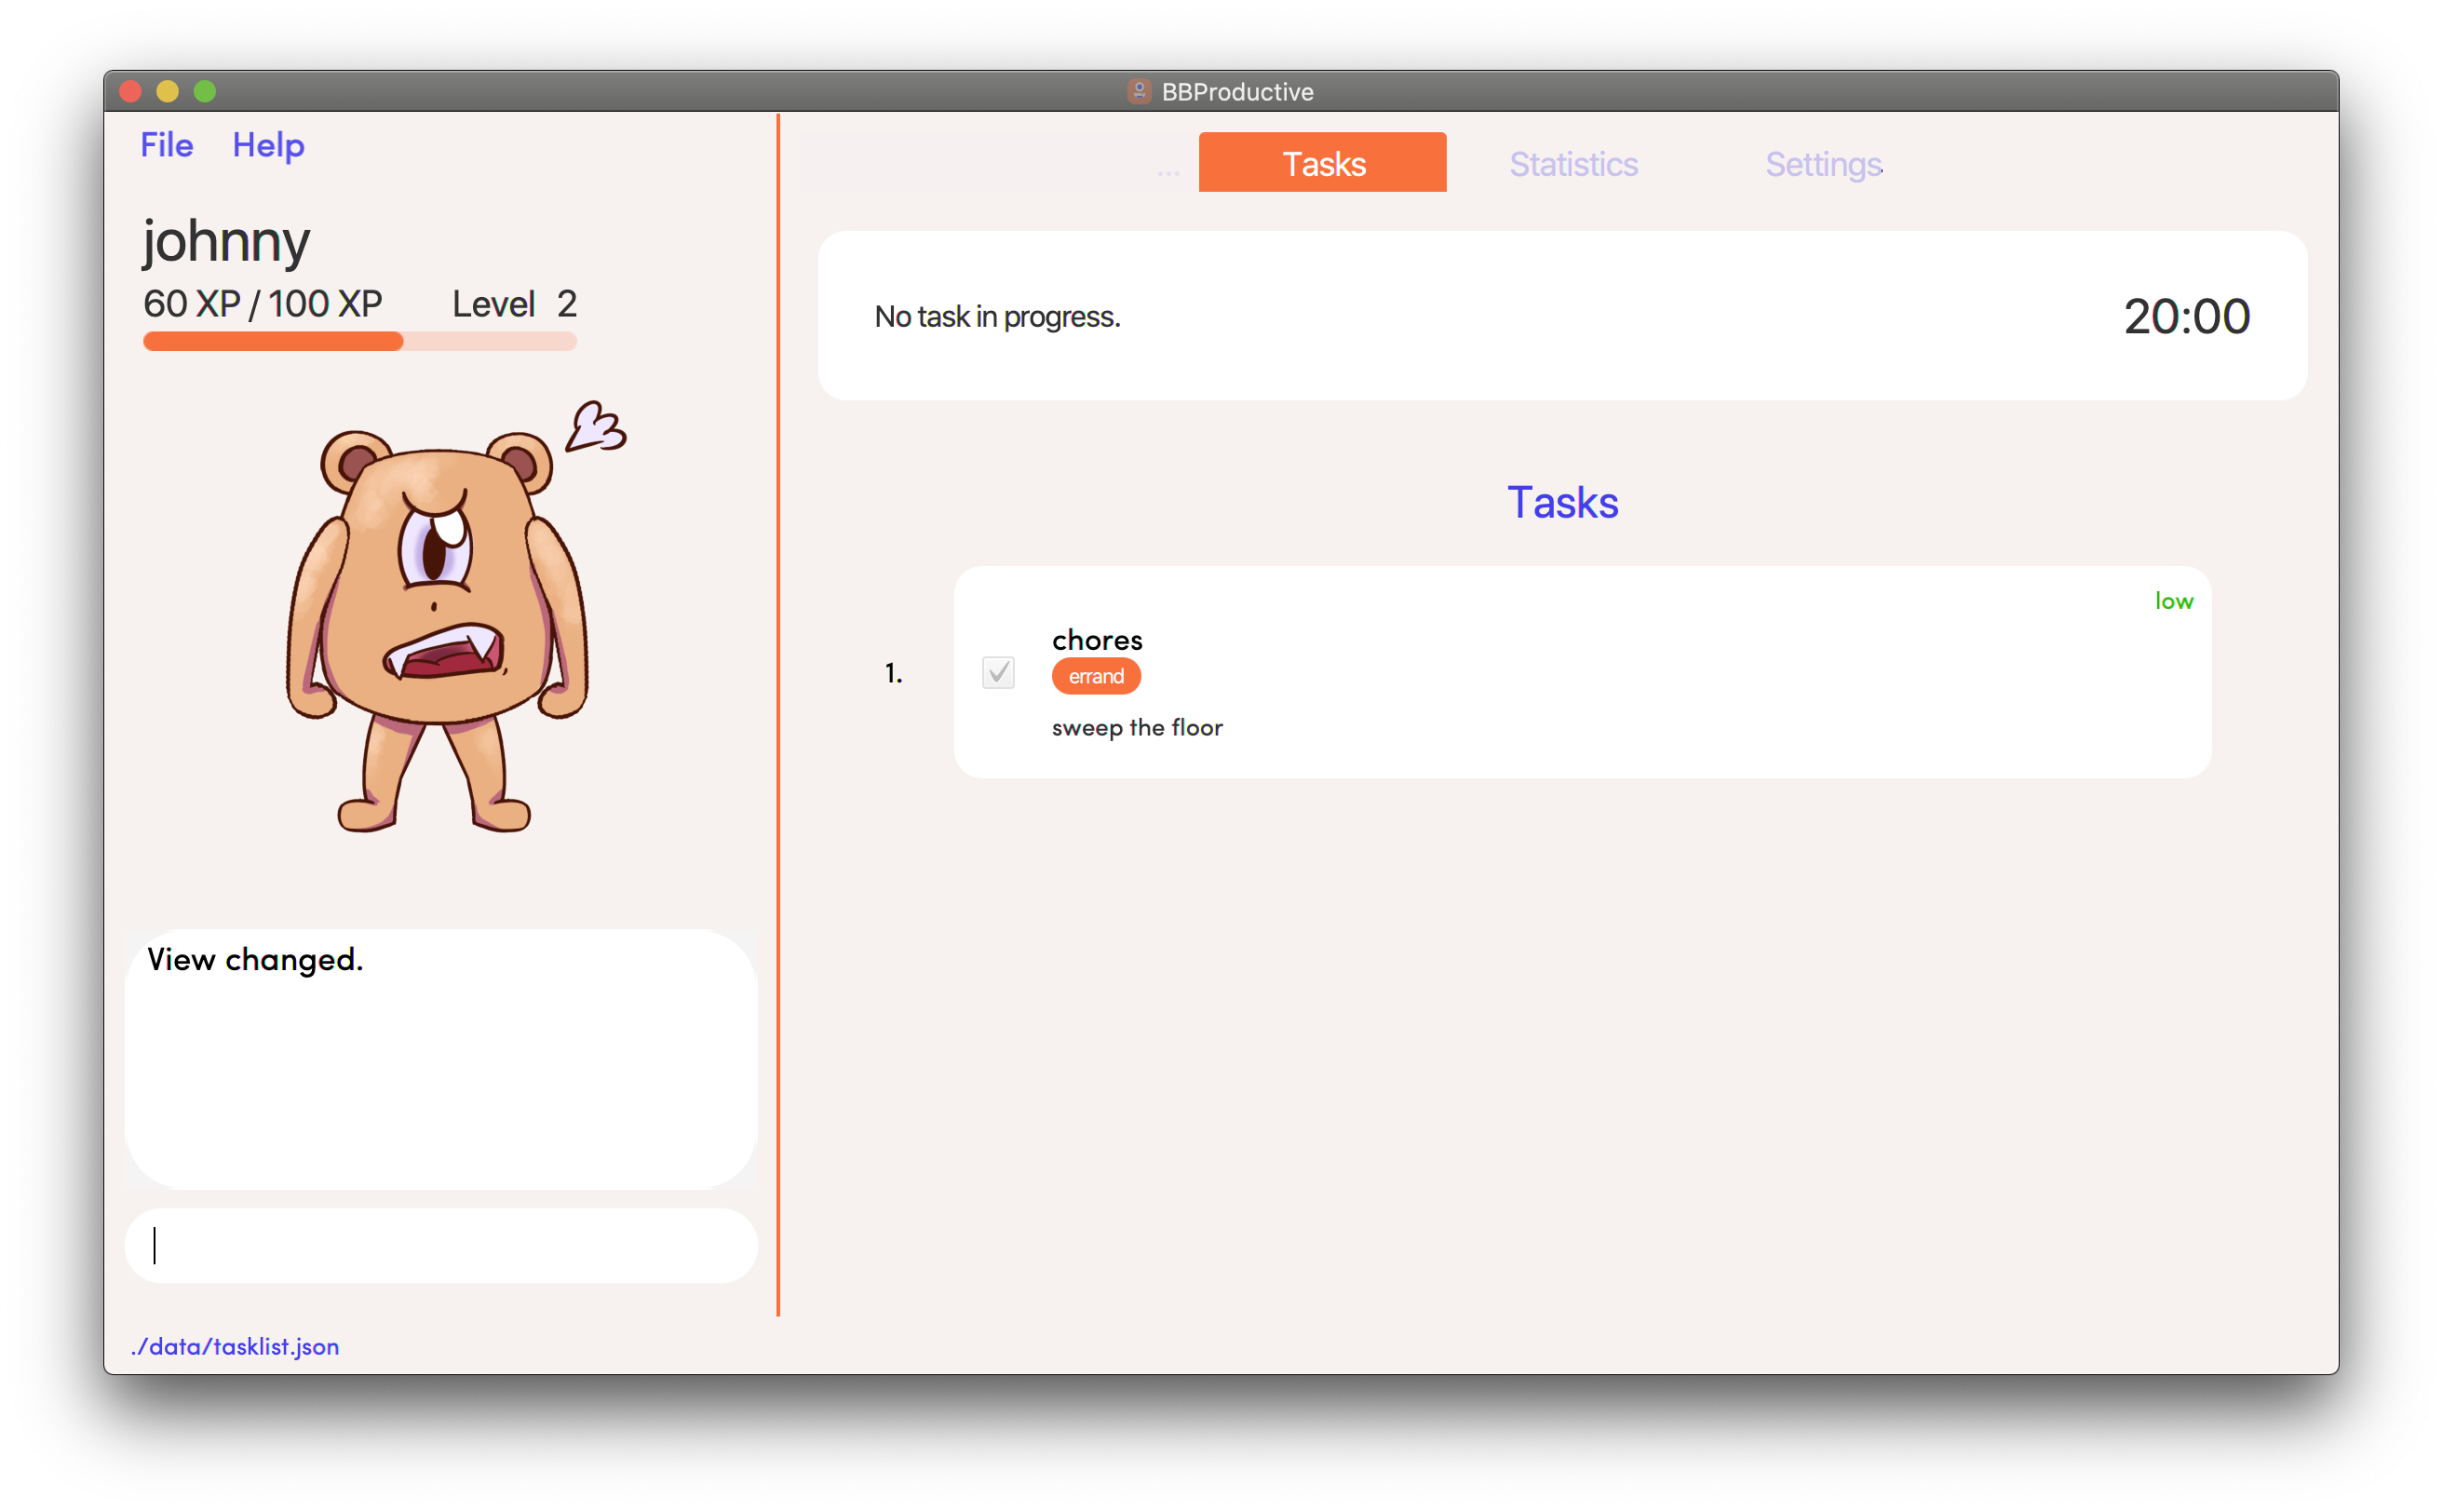 BBProductive
File Help
johnny
60 XP / 100 XP Level 2
View changed.
./data/tasklist.json
... Tasks Statistics Settings
No task in progress. 20:00
Tasks
low
1. chores
errand
sweep the floor